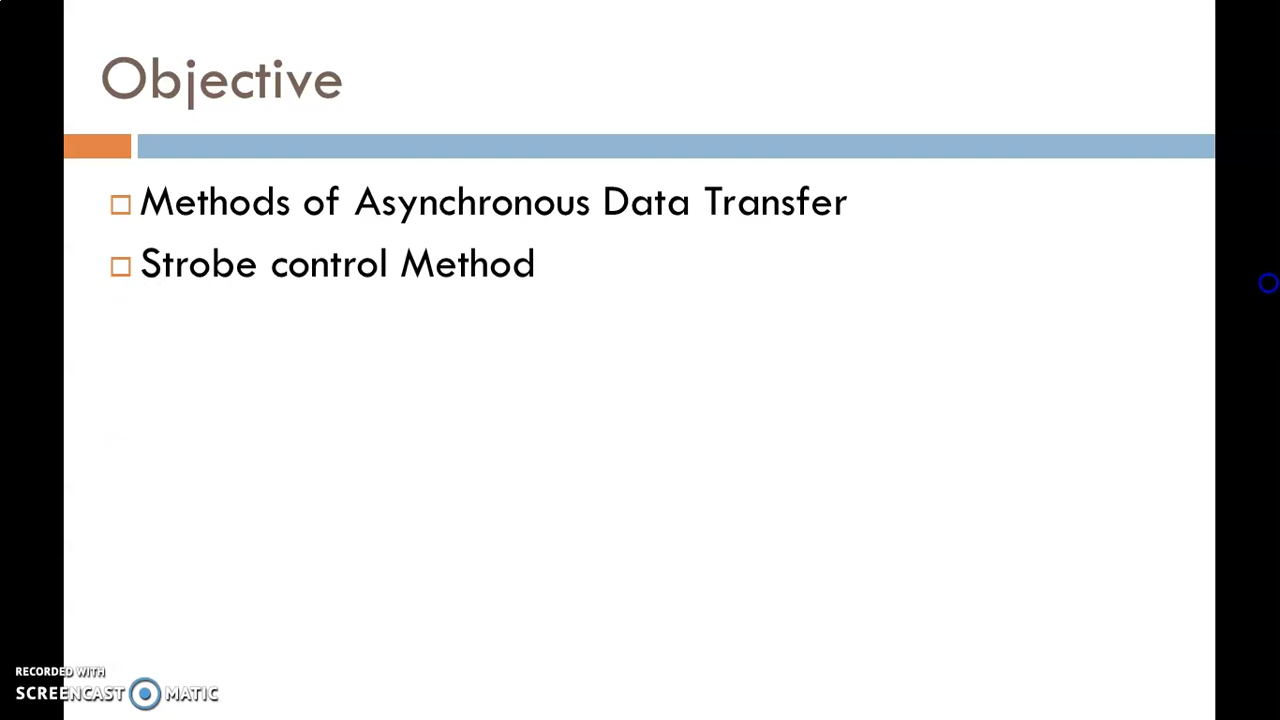 Objective
Methods of Asynchronous Data Transfer
Strobe control Method
RECORDED WITH
SCREENCAST MATIC